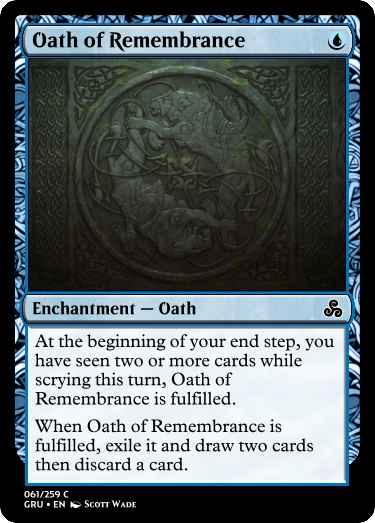 Oath of Remembrance
Enchantment — Oath
At the beginning of your end step, you
have seen two or more cards while
scrying this turn, Oath of
Remembrance is fulfilled.
When Oath of Remembrance is
fulfilled, exile it and draw two cards
then discard a card.
061/259 C
GRU • EN Scott Wade